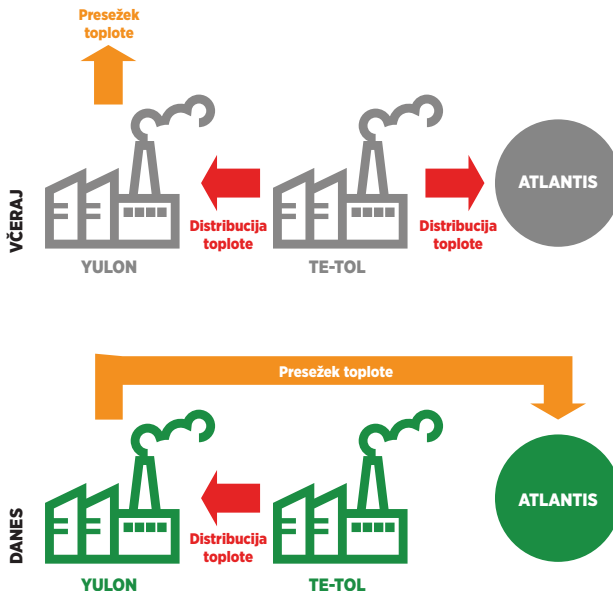 Presežek
toplote
VČERAJ
ATLANTIS
Distribucija
toplote
Distribucija
toplote
YULON
TE-TOL
Presežek toplote
DANES
ATLANTIS
Distribucija
toplote
YULON
TE-TOL